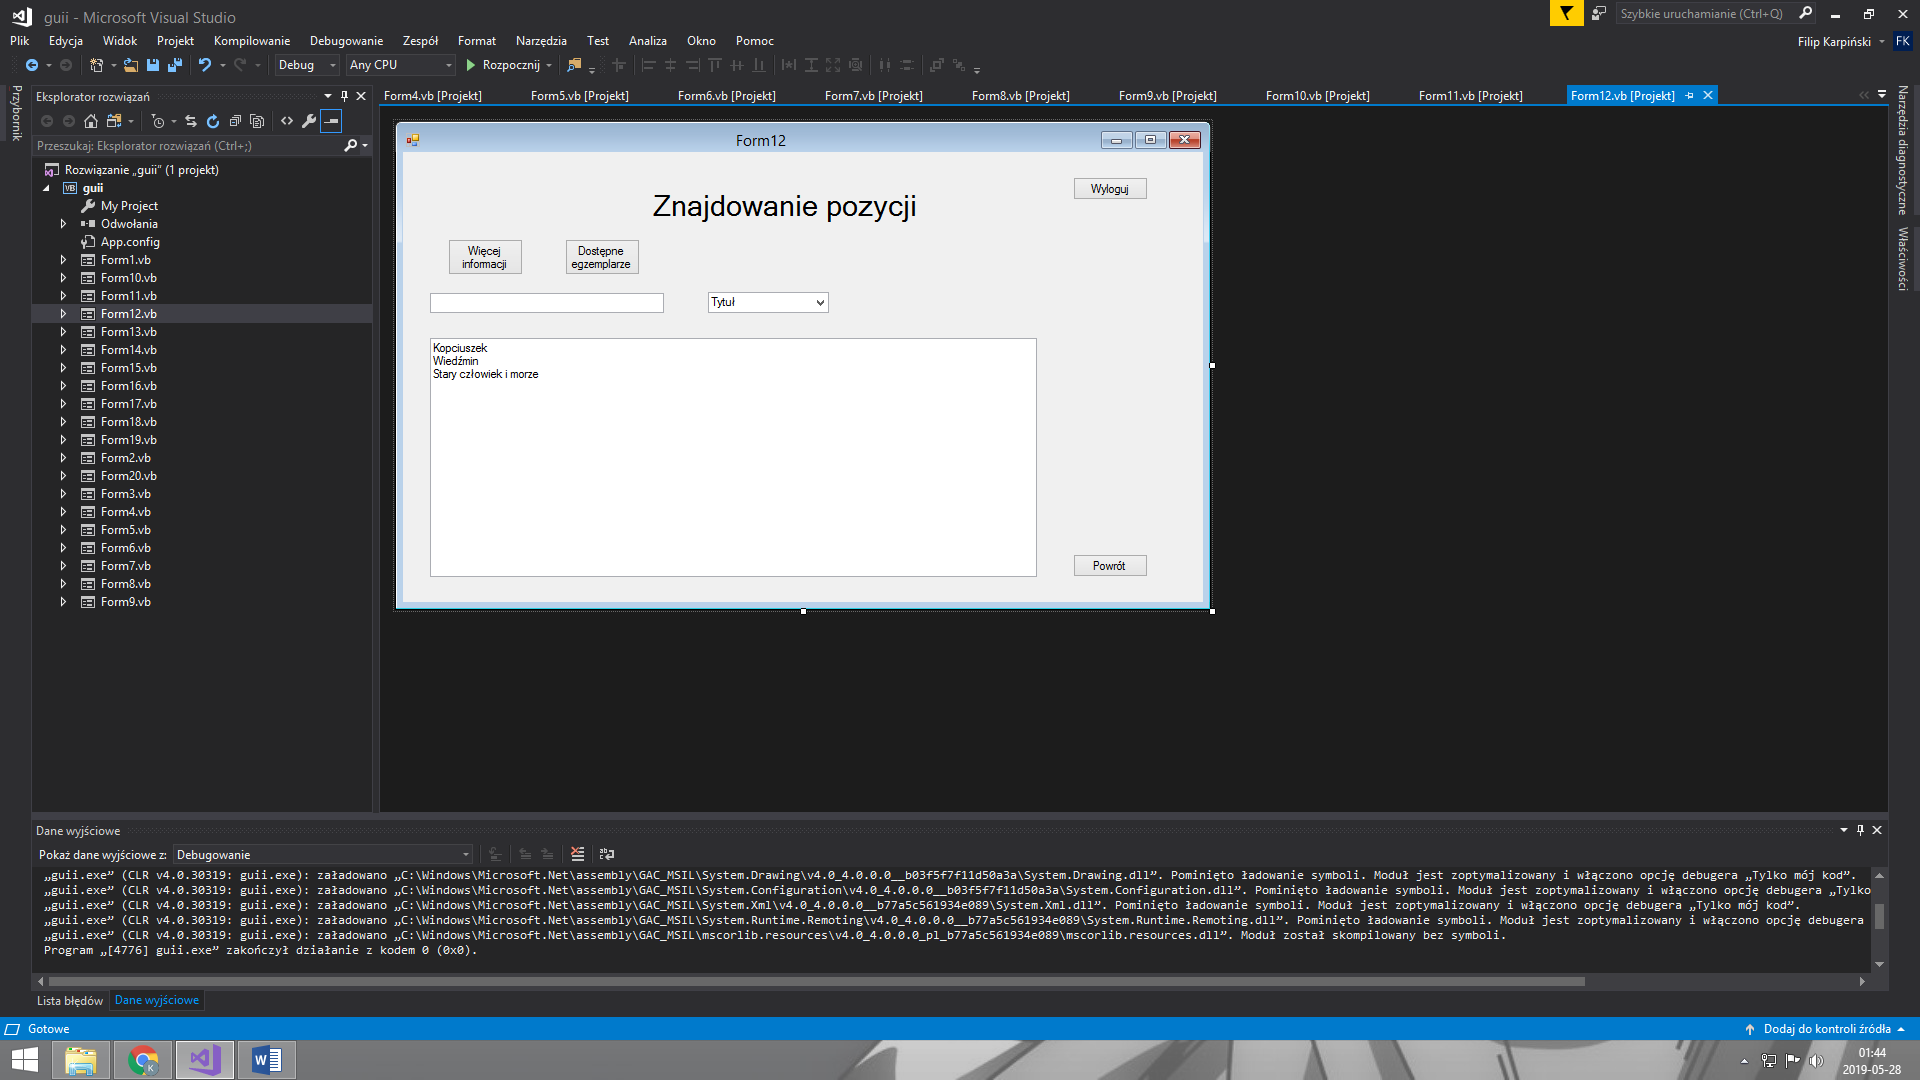 guii - Microsoft Visual Studio
Szybkie uruchamianie (Ctrl+Q)
Plik Edycja Widok Projekt Kompilowanie Debugowanie Zespół Format Narzędzia Test Analiza Okno Pomoc
Filip Karpiński FK
Debug Any CPU Rozpocznij
Przybornik
Eksplorator rozwiązań
Przeszukaj: Eksplorator rozwiązań (Ctrl+;)
Rozwiązanie „guii” (1 projekt)
VB guii
My Project
Odwołania
App.config
Form1.vb
Form10.vb
Form11.vb
Form12.vb
Form13.vb
Form14.vb
Form15.vb
Form16.vb
Form17.vb
Form18.vb
Form19.vb
Form2.vb
Form20.vb
Form3.vb
Form4.vb
Form5.vb
Form6.vb
Form7.vb
Form8.vb
Form9.vb
Form4.vb [Projekt] Form5.vb [Projekt] Form6.vb [Projekt] Form7.vb [Projekt] Form8.vb [Projekt] Form9.vb [Projekt] Form10.vb [Projekt] Form11.vb [Projekt] Form12.vb [Projekt]
Form12
Wyloguj
Znajdowanie pozycji
Więcej
informacji
Dostępne
egzemplarze
Tytuł
Kopciuszek
Wiedźmin
Stary człowiek i morze
Powrót
Narzędzia diagnostyczne
Właściwości
Dane wyjściowe
Pokaż dane wyjściowe z: Debugowanie
„guii.exe” (CLR v4.0.30319: guii.exe): załadowano „C:\Windows\Microsoft.Net\assembly\GAC_MSIL\System.Drawing\v4.0_4.0.0.0__b03f5f7f11d50a3a\System.Drawing.dll”. Pominięto ładowanie symboli. Moduł jest zoptymalizowany i włączono opcję debugera „Tylko mój kod”.
„guii.exe” (CLR v4.0.30319: guii.exe): załadowano „C:\Windows\Microsoft.Net\assembly\GAC_MSIL\System.Configuration\v4.0_4.0.0.0__b03f5f7f11d50a3a\System.Configuration.dll”. Pominięto ładowanie symboli. Moduł jest zoptymalizowany i włączono opcję debugera „Tylko
„guii.exe” (CLR v4.0.30319: guii.exe): załadowano „C:\Windows\Microsoft.Net\assembly\GAC_MSIL\System.Xml\v4.0_4.0.0.0__b77a5c561934e089\System.Xml.dll”. Pominięto ładowanie symboli. Moduł jest zoptymalizowany i włączono opcję debugera „Tylko mój kod”.
„guii.exe” (CLR v4.0.30319: guii.exe): załadowano „C:\Windows\Microsoft.Net\assembly\GAC_MSIL\System.Runtime.Remoting\v4.0_4.0.0.0__b77a5c561934e089\System.Runtime.Remoting.dll”. Pominięto ładowanie symboli. Moduł jest zoptymalizowany i włączono opcję debugera
„guii.exe” (CLR v4.0.30319: guii.exe): załadowano „C:\Windows\Microsoft.Net\assembly\GAC_MSIL\mscorlib.resources\v4.0_4.0.0.0_pl_b77a5c561934e089\mscorlib.resources.dll”. Moduł został skompilowany bez symboli.
Program „[4776] guii.exe” zakończył działanie z kodem 0 (0x0).
Lista błędów Dane wyjściowe
Gotowe
Dodaj do kontroli źródła
01:44
2019-05-28